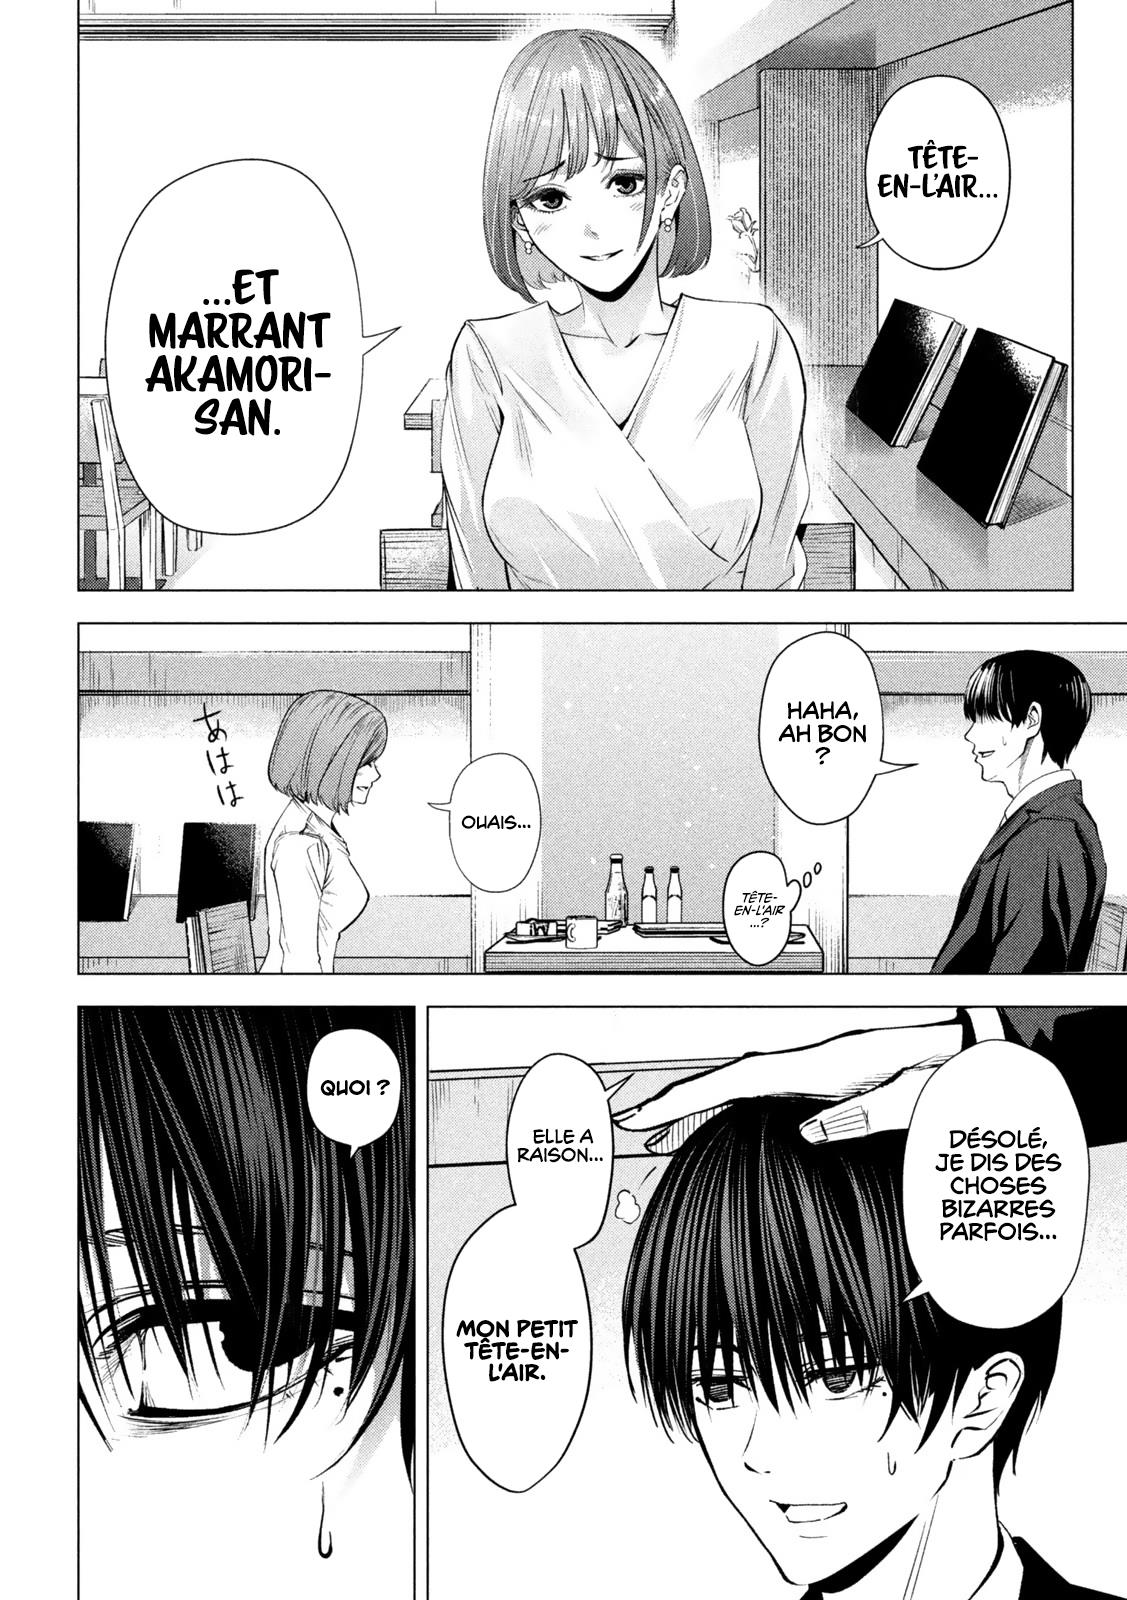 TÊTE-
EN-L'AIR...
...ET
MARRANT
AKAMORI-
SAN.
HAHA,
AH BON
?
TÊTE-
EN-L'AIR
...?
OUAIS...
あははは
DÉSOLÉ,
JE DIS DES
CHOSES
BIZARRES
PARFOIS...
ELLE A
RAISON...
MON PETIT
TÊTE-EN-
L'AIR.
QUOI ?